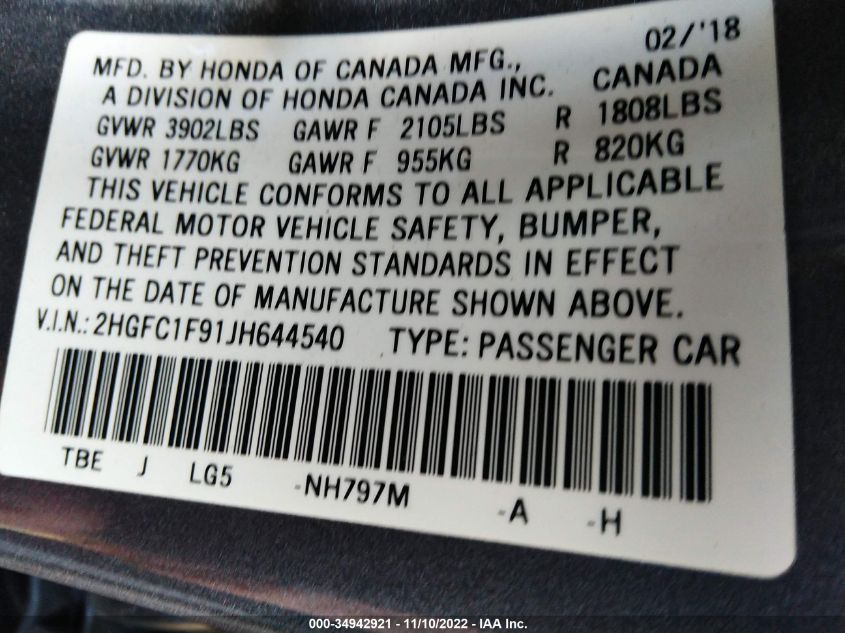 02/'18
MFD. BY HONDA OF CANADA MFG.,
A DIVISION OF HONDA CANADA INC. CANADA
GVWR 3902LBS GAWR F 2105LBS R 1808LBS
GVWR 1770KG GAWR F 955KG R 820KG
THIS VEHICLE CONFORMS TO ALL APPLICABLE
FEDERAL MOTOR VEHICLE SAFETY, BUMPER,
AND THEFT PREVENTION STANDARDS IN EFFECT
ON THE DATE OF MANUFACTURE SHOWN ABOVE.
V.I.N.: 2HGFC1F91JH644540 TYPE: PASSENGER CAR
TBE J LG5 -NH797M -A -H
000-34942921 - 11/10/2022 - IAA Inc.